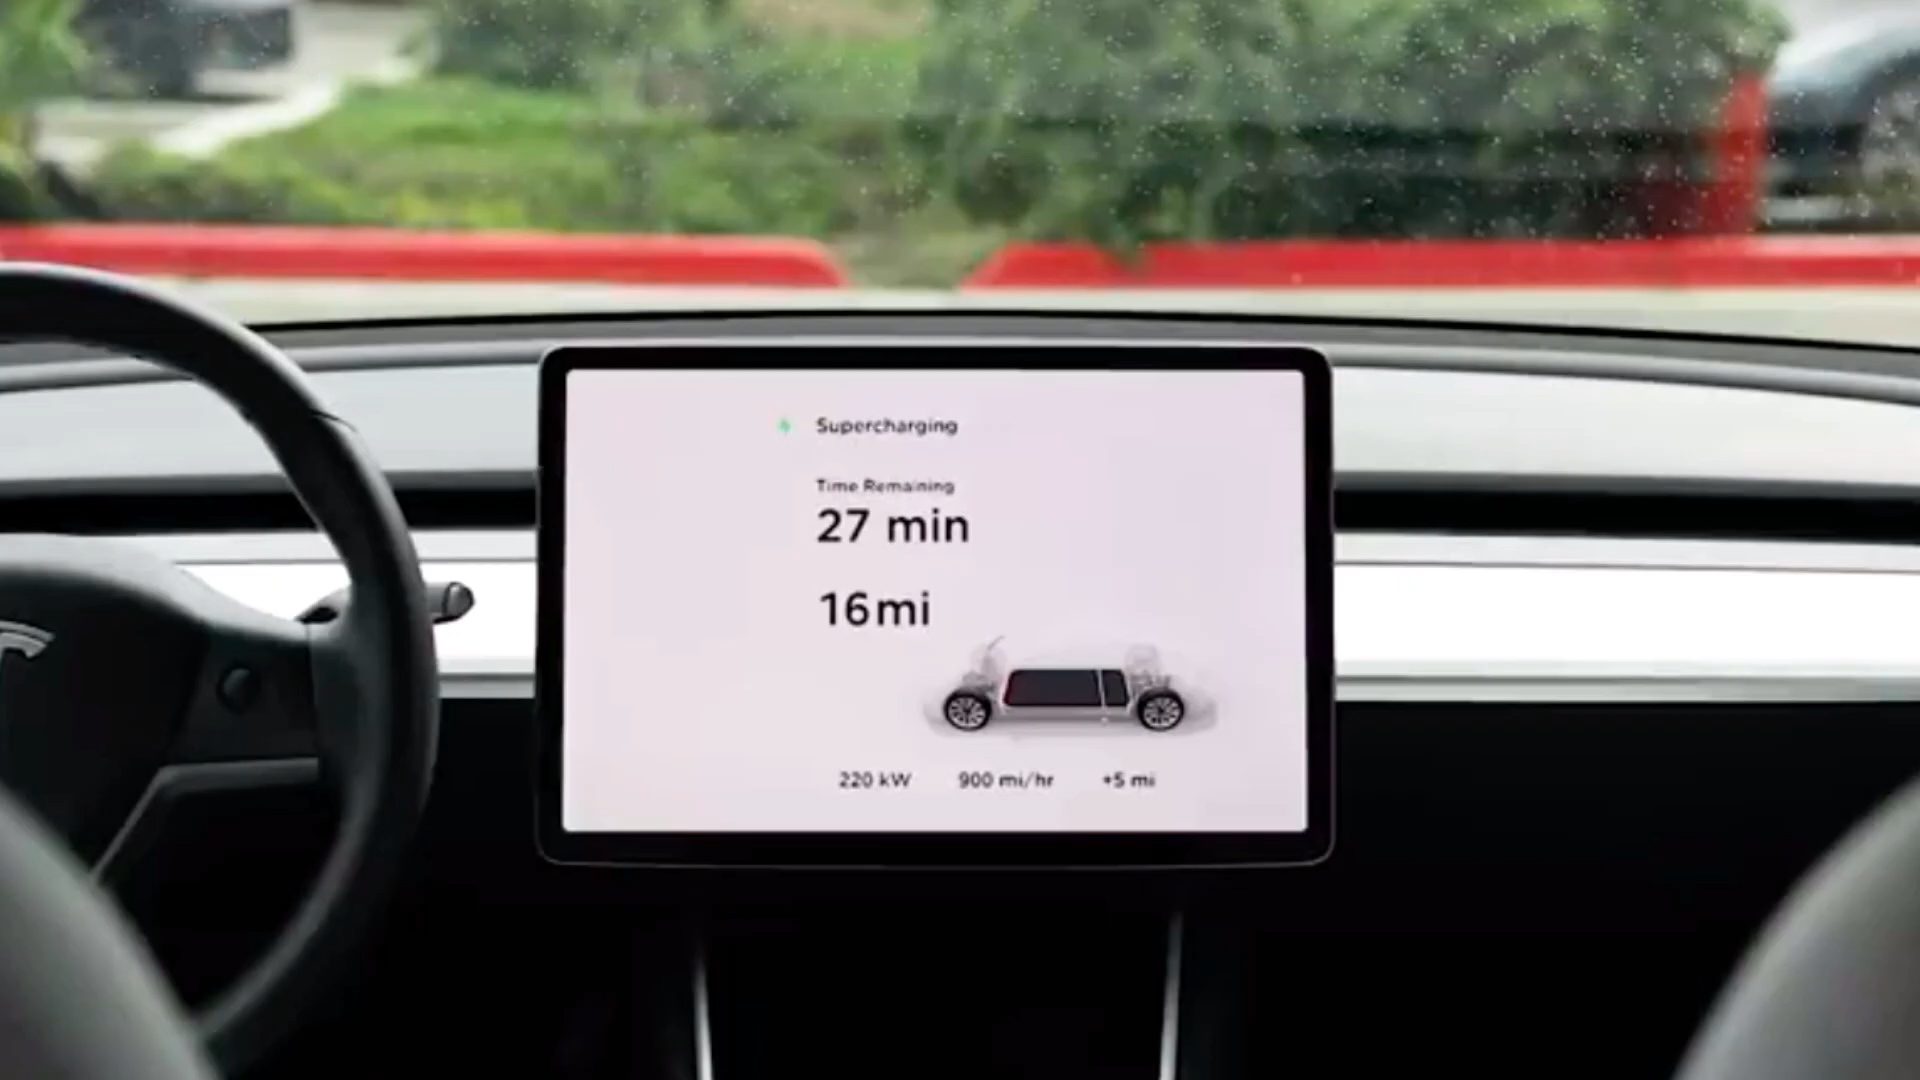 Supercharging
Time Remaining
27 min
16 mi
220 kW 900 mi/hr +5 mi